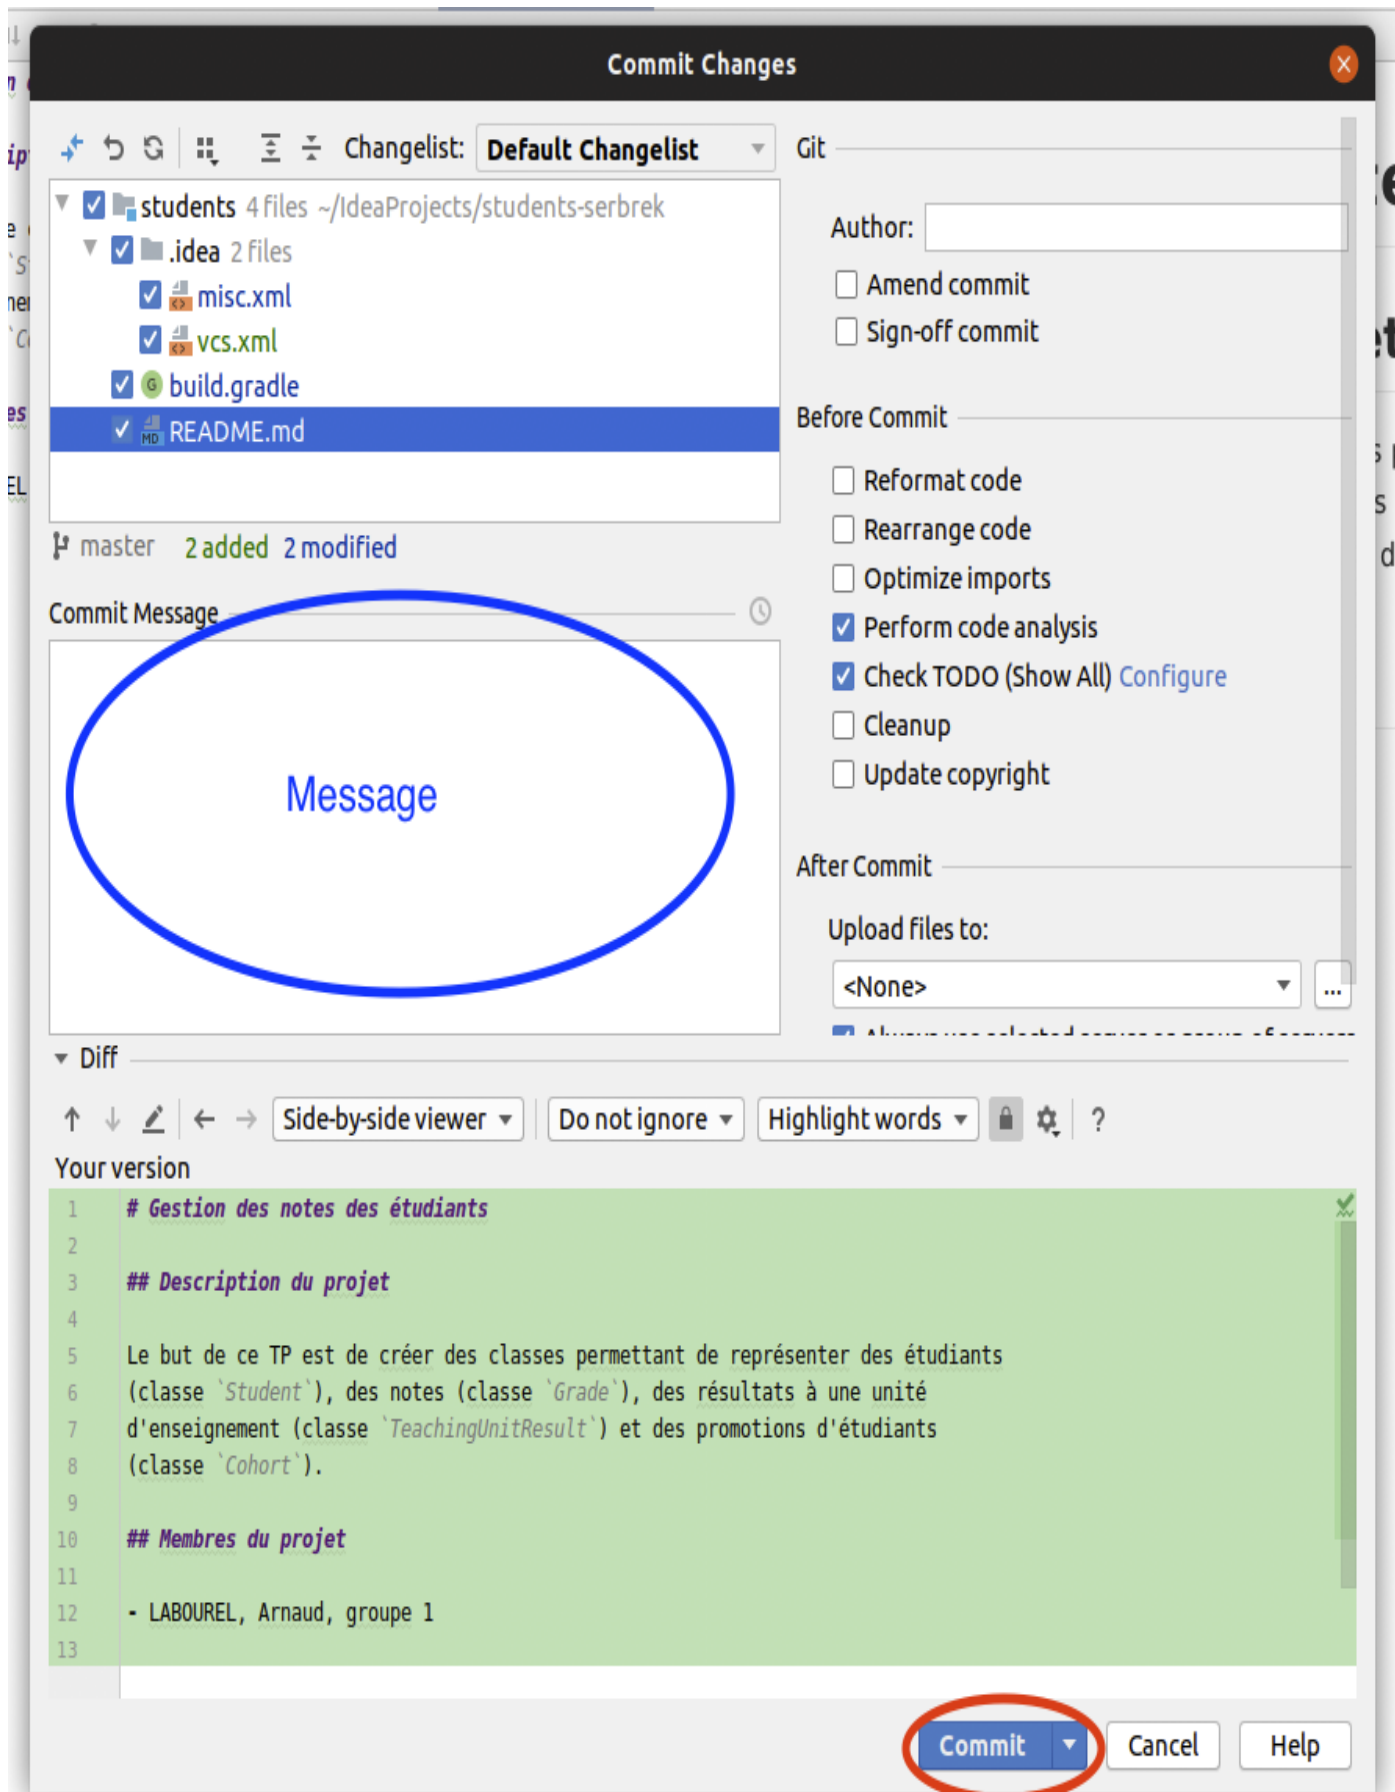 Commit Changes
Changelist: Default Changelist
students 4 files ~/IdeaProjects/students-serbrek
.idea 2 files
misc.xml
vcs.xml
build.gradle
README.md
master 2 added 2 modified
Commit Message
Message
Git
Author:
Amend commit
Sign-off commit
Before Commit
Reformat code
Rearrange code
Optimize imports
Perform code analysis
Check TODO (Show All) Configure
Cleanup
Update copyright
After Commit
Upload files to:
<None>
...
Diff
Side-by-side viewer Do not ignore Highlight words ?
Your version
1 # Gestion des notes des étudiants
2
3 ## Description du projet
4
5 Le but de ce TP est de créer des classes permettant de représenter des étudiants
6 (classe `Student`), des notes (classe `Grade`), des résultats à une unité
7 d'enseignement (classe `TeachingUnitResult`) et des promotions d'étudiants
8 (classe `Cohort`).
9
10 ## Membres du projet
11
12 - LABOUREL, Arnaud, groupe 1
13
Commit Cancel Help